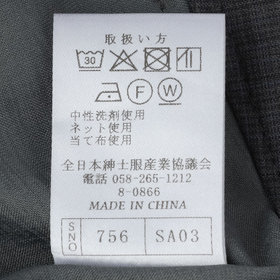 取扱い方
30
F W
中性洗剤使用
ネット使用
当て布使用
全日本紳士服産業協議会
電話 058-265-1212
8-0866
MADE IN CHINA
SNO 756 SA03